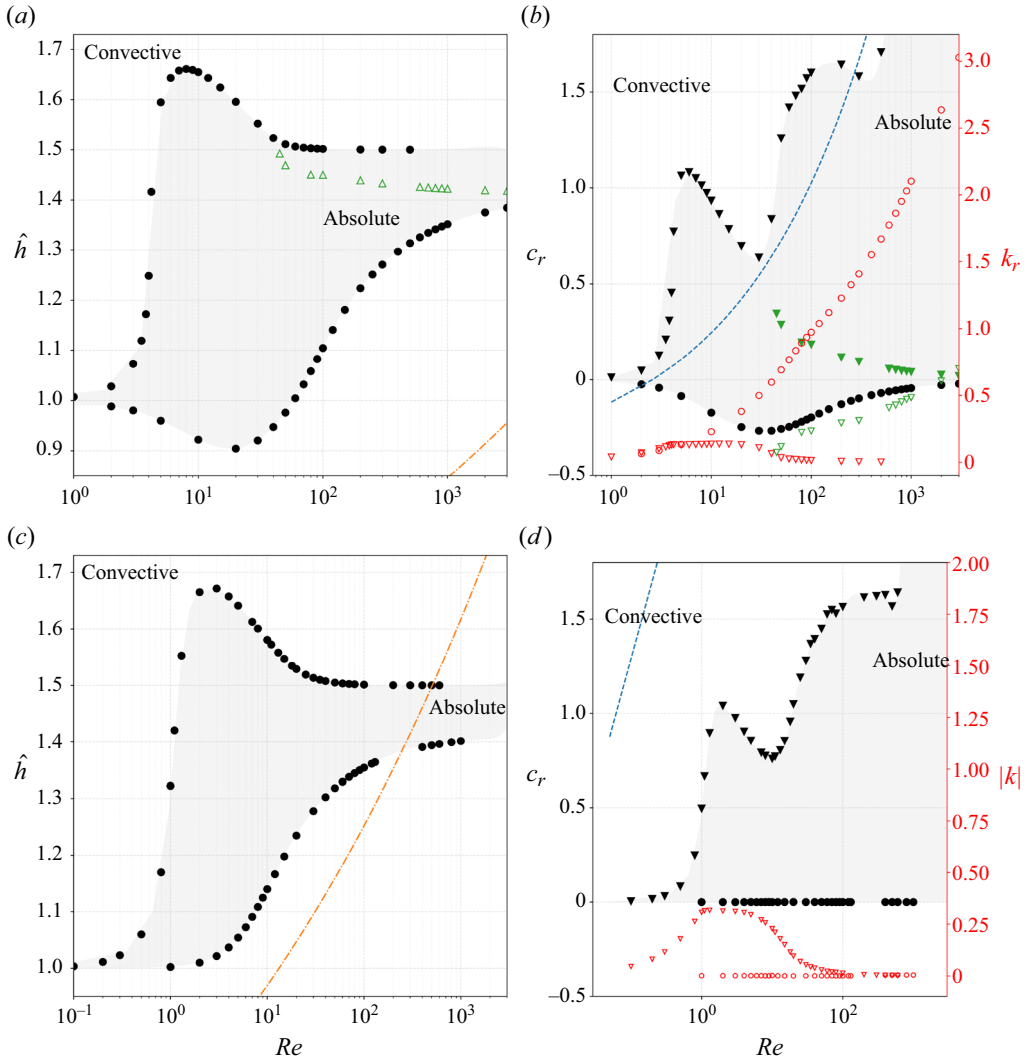 (a)
(b)
1.7
1.6
1.5
1.4
1.3
1.2
1.1
1.0
0.9
ĥ
Convective
Absolute
10⁰
10¹
10²
10³
1.5
1.0
0.5
0
–0.5
c_r
Convective
Absolute
3.0
2.5
2.0
1.5
1.0
0.5
0
k_r
10⁰
10¹
10²
10³
(c)
(d)
1.7
1.6
1.5
1.4
1.3
1.2
1.1
1.0
ĥ
Convective
Absolute
10⁻¹
10⁰
10¹
10²
10³
Re
1.5
1.0
0.5
0
–0.5
c_r
Convective
Absolute
2.00
1.75
1.50
1.25
1.00
0.75
0.50
0.25
0
|k|
10⁰
10²
Re